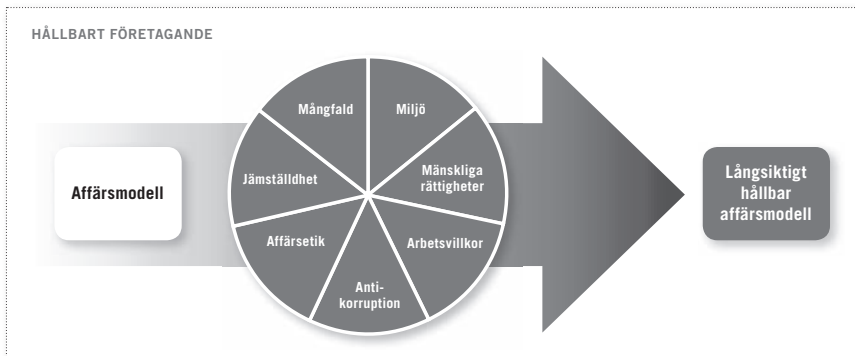 HÅLLBART FÖRETAGANDE
Affärsmodell
Mångfald
Miljö
Mänskliga
rättigheter
Arbetsvillkor
Anti-
korruption
Affärsetik
Jämställdhet
Långsiktigt
hållbar
affärsmodell